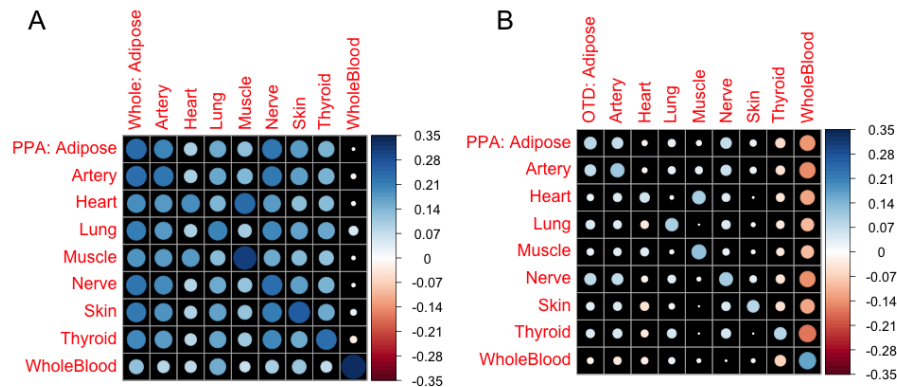 A
Whole: Adipose
Artery
Heart
Lung
Muscle
Nerve
Skin
Thyroid
WholeBlood
PPA: Adipose
Artery
Heart
Lung
Muscle
Nerve
Skin
Thyroid
WholeBlood
0.35
0.28
0.21
0.14
0.07
0
-0.07
-0.14
-0.21
-0.28
-0.35
B
OTD: Adipose
Artery
Heart
Lung
Muscle
Nerve
Skin
Thyroid
WholeBlood
PPA: Adipose
Artery
Heart
Lung
Muscle
Nerve
Skin
Thyroid
WholeBlood
0.35
0.28
0.21
0.14
0.07
0
-0.07
-0.14
-0.21
-0.28
-0.35